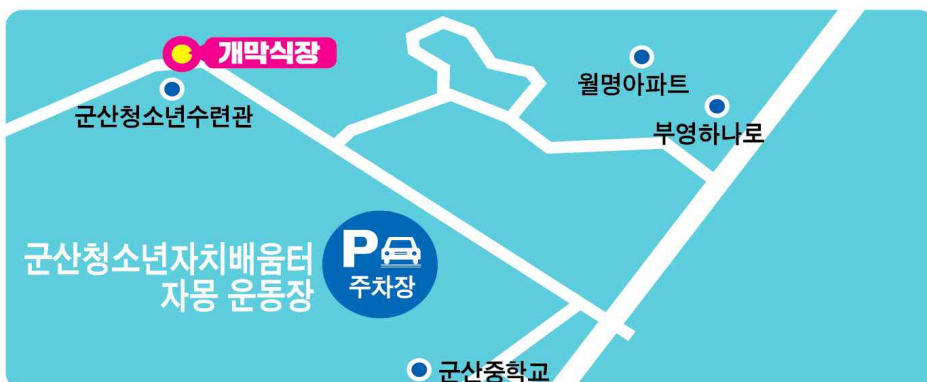 개막식장
군산청소년수련관
월명아파트
부영하나로
군산청소년자치배움터
자몽 운동장
P
주차장
군산중학교